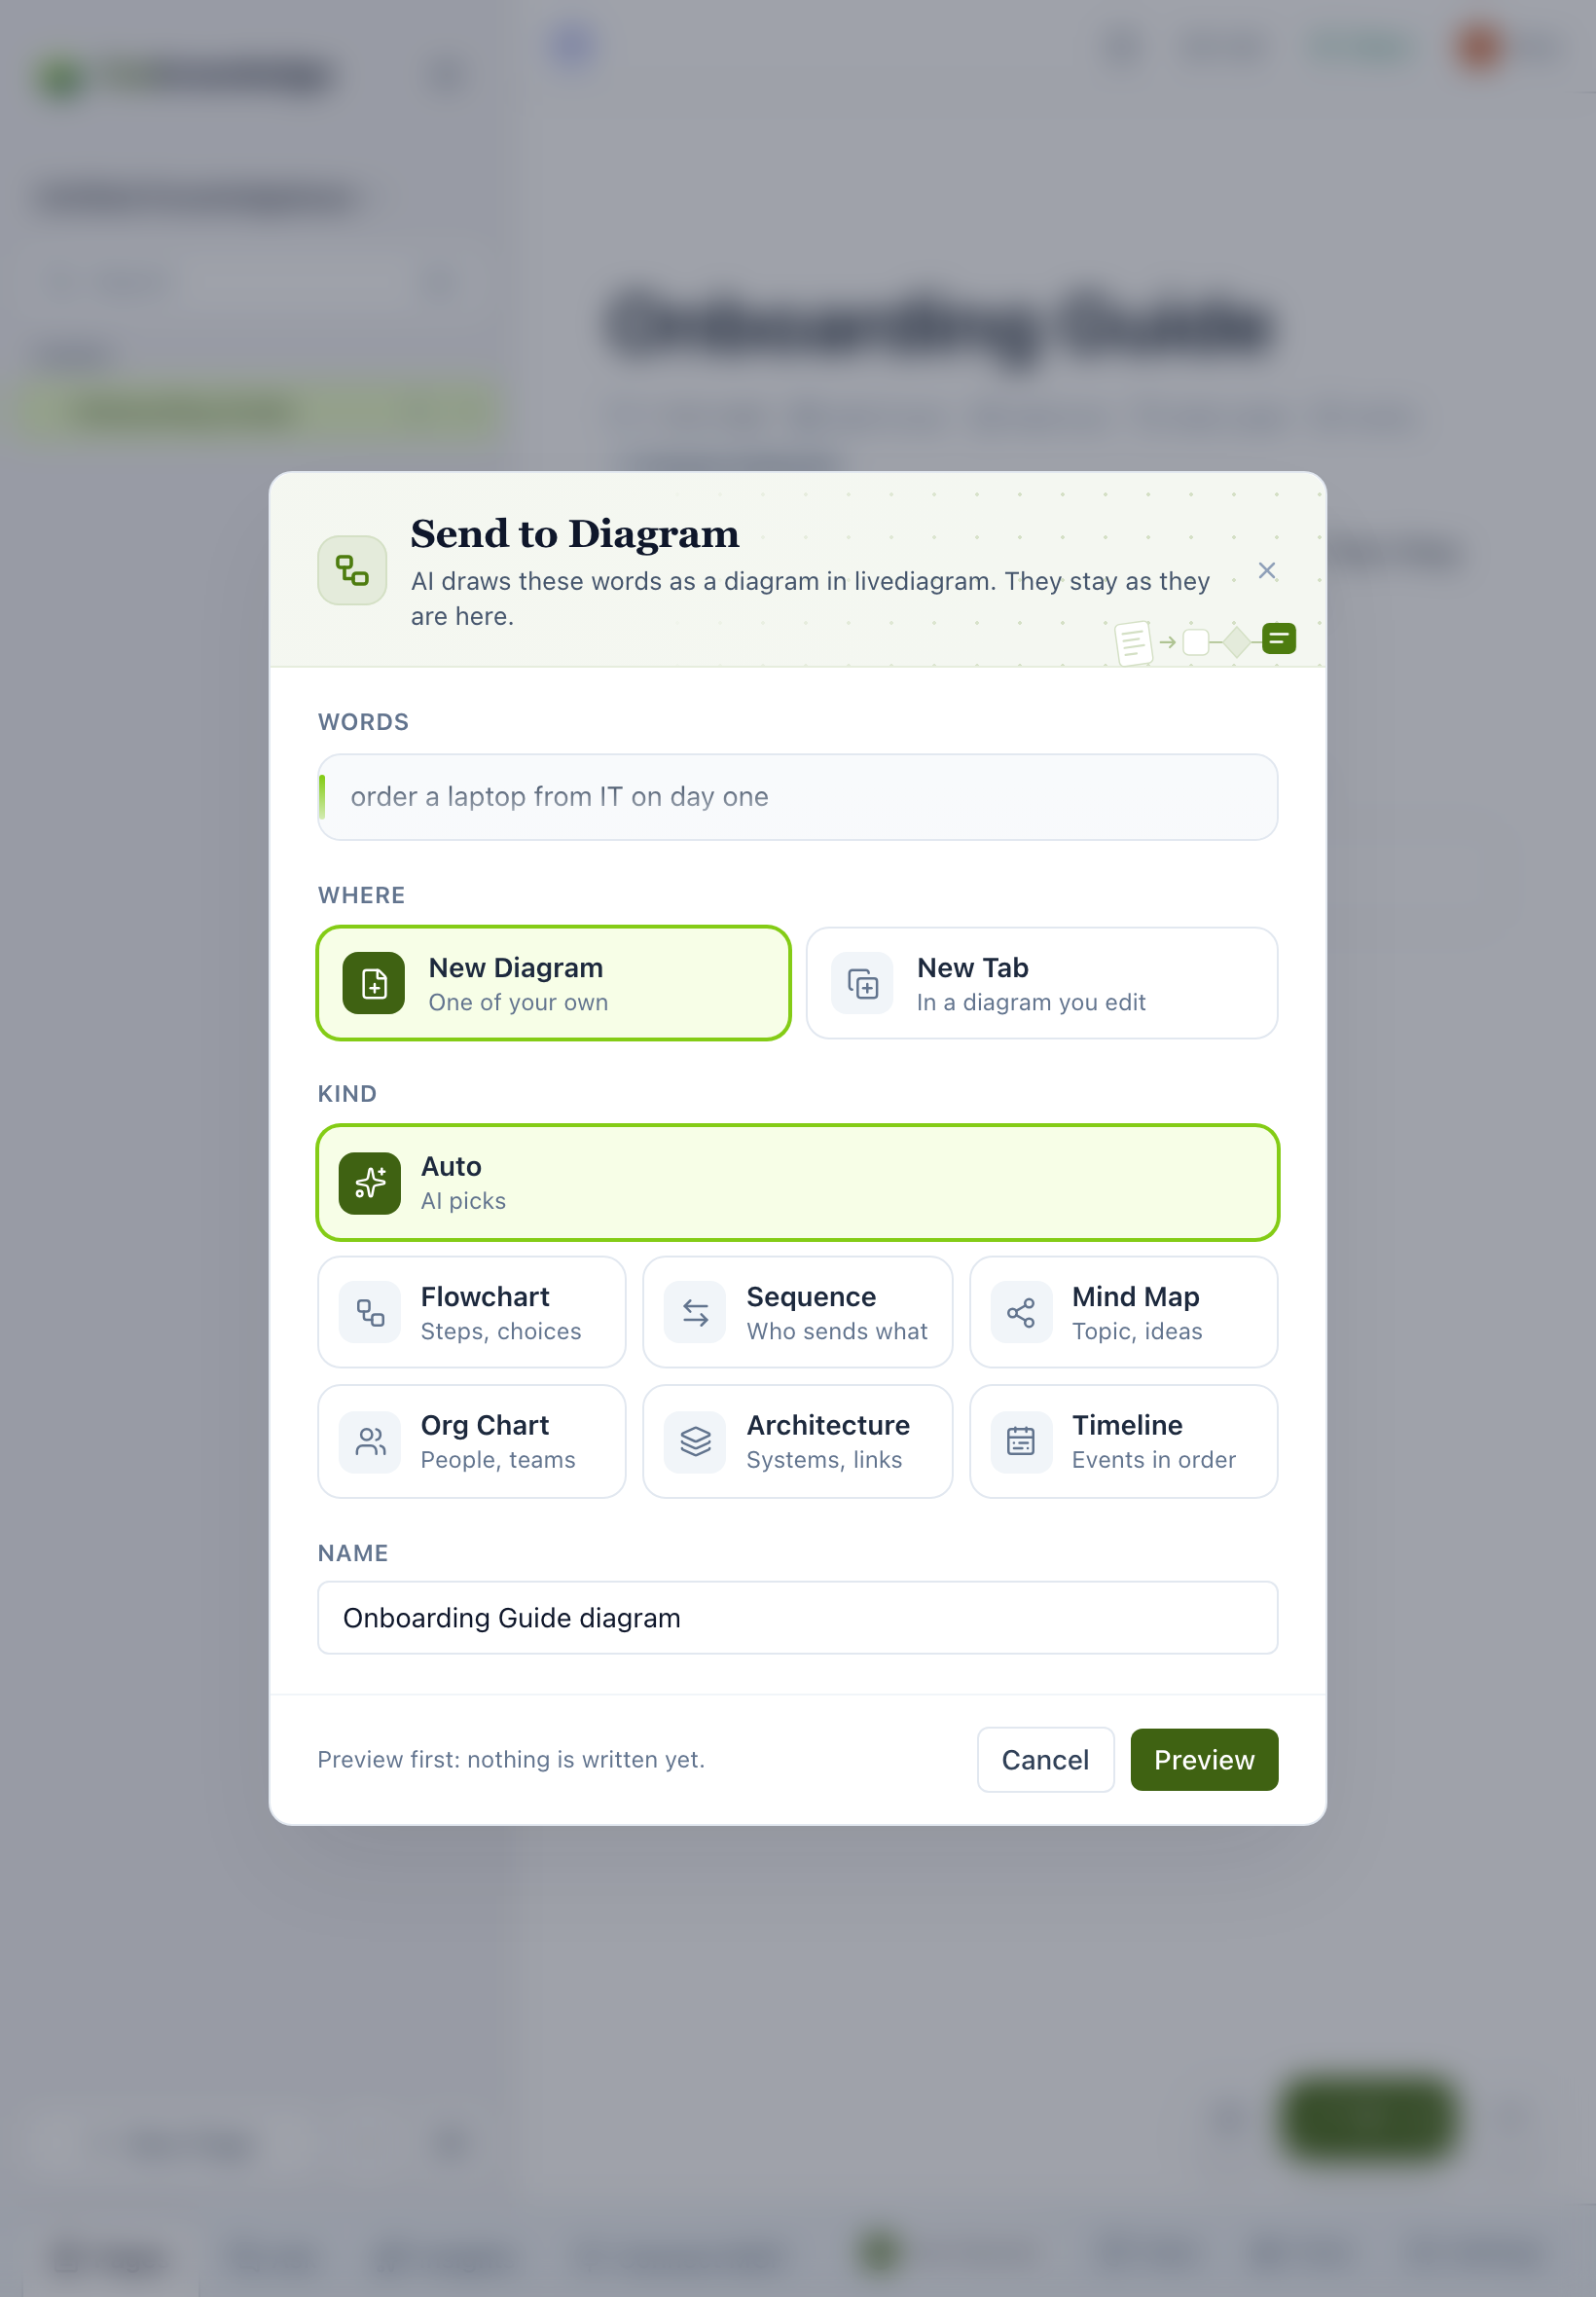 Onboarding Guide
Send to Diagram
AI draws these words as a diagram in livediagram. They stay as they
are here.
WORDS
order a laptop from IT on day one
WHERE
New Diagram
One of your own
New Tab
In a diagram you edit
KIND
Auto
AI picks
Flowchart
Steps, choices
Sequence
Who sends what
Mind Map
Topic, ideas
Org Chart
People, teams
Architecture
Systems, links
Timeline
Events in order
NAME
Onboarding Guide diagram
Preview first: nothing is written yet.
Cancel
Preview